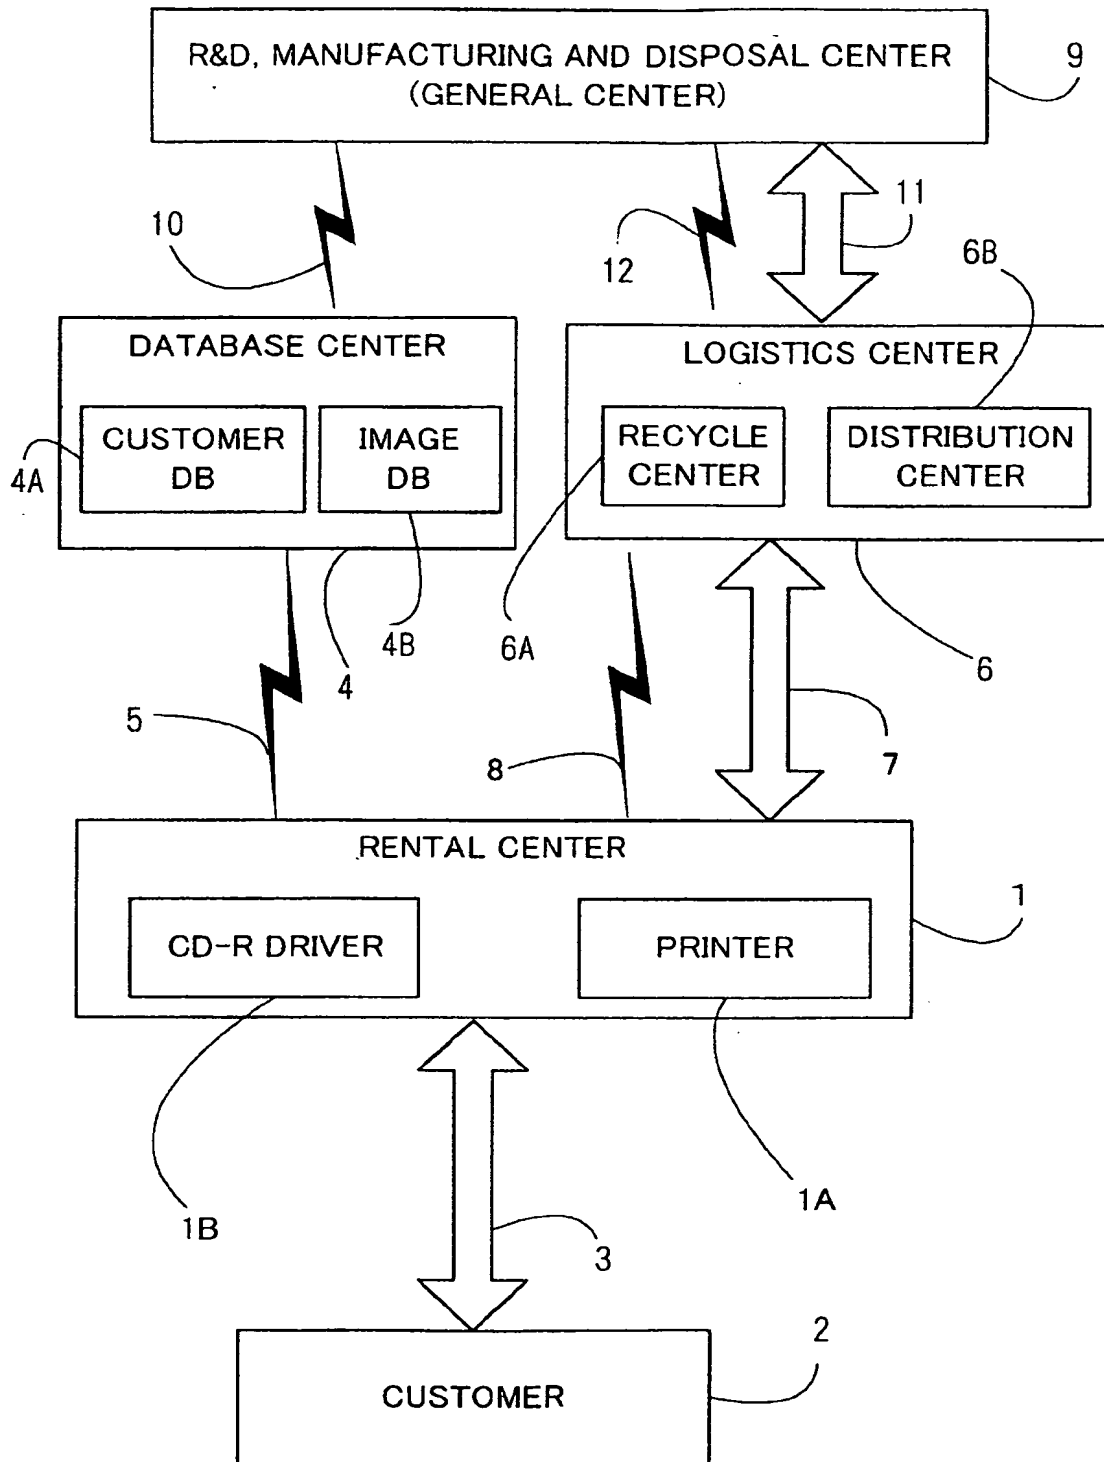 R&D, MANUFACTURING AND DISPOSAL CENTER
(GENERAL CENTER)
9
10
12
11
6B
DATABASE CENTER
CUSTOMER
DB
IMAGE
DB
4A
4B
4
LOGISTICS CENTER
RECYCLE
CENTER
DISTRIBUTION
CENTER
6A
6
5
8
7
RENTAL CENTER
CD-R DRIVER
PRINTER
1
1B
1A
3
CUSTOMER
2